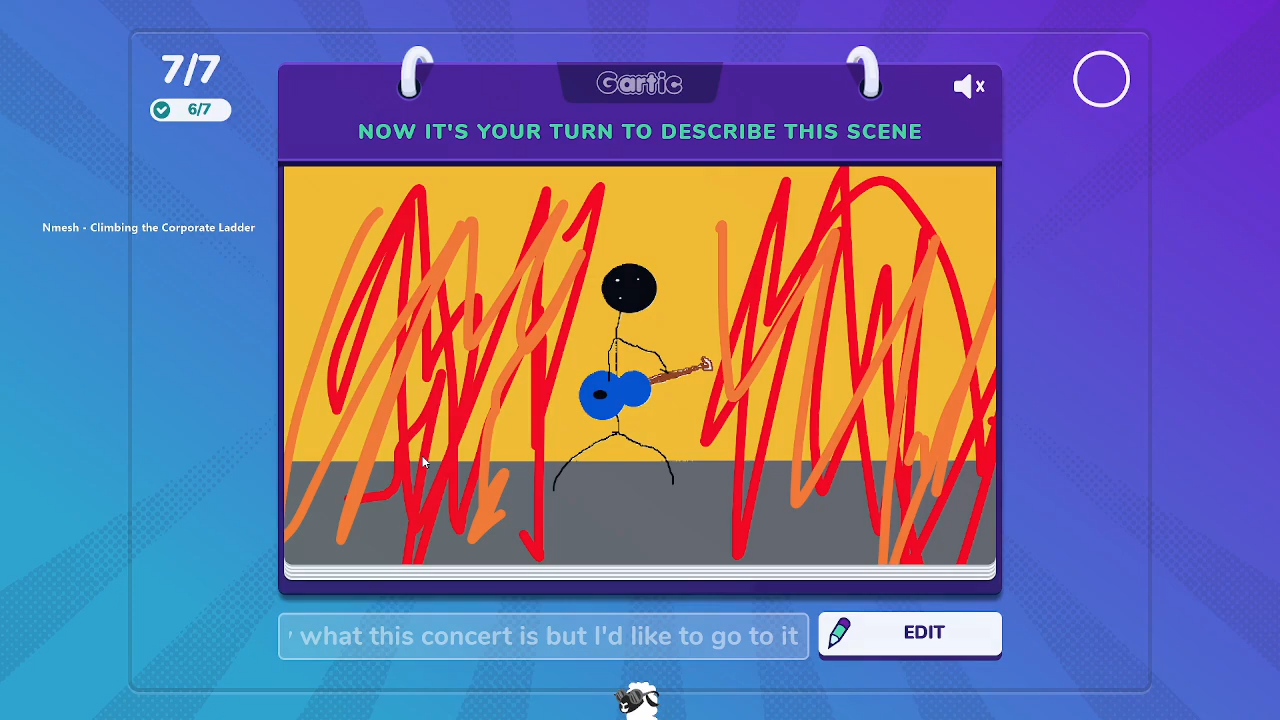 7/7
6/7
Gartic
x
NOW IT'S YOUR TURN TO DESCRIBE THIS SCENE
Nmesh - Climbing the Corporate Ladder
what this concert is but I'd like to go to it
EDIT